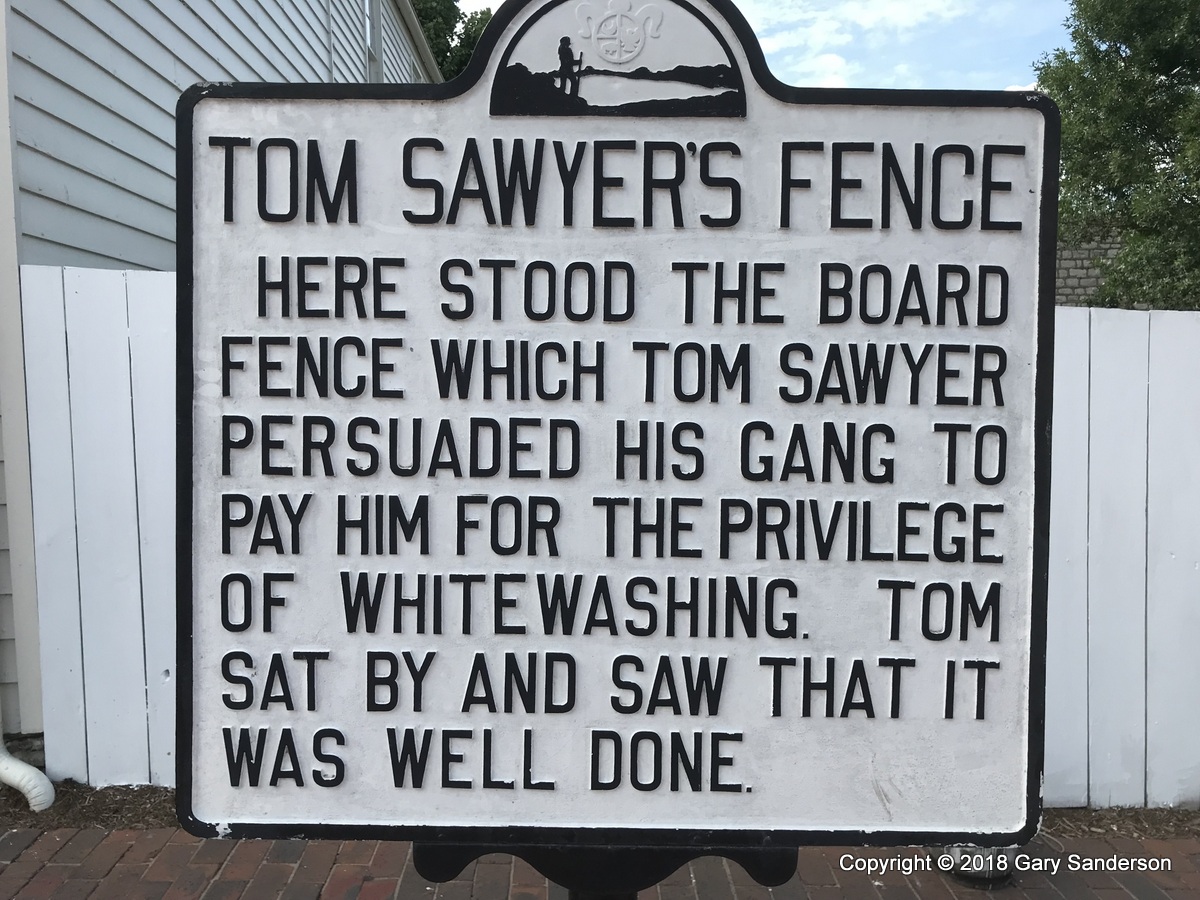 TOM SAWYER'S FENCE
HERE STOOD THE BOARD
FENCE WHICH TOM SAWYER
PERSUADED HIS GANG TO
PAY HIM FOR THE PRIVILEGE
OF WHITEWASHING. TOM
SAT BY AND SAW THAT IT
WAS WELL DONE.
Copyright © 2018 Gary Sanderson